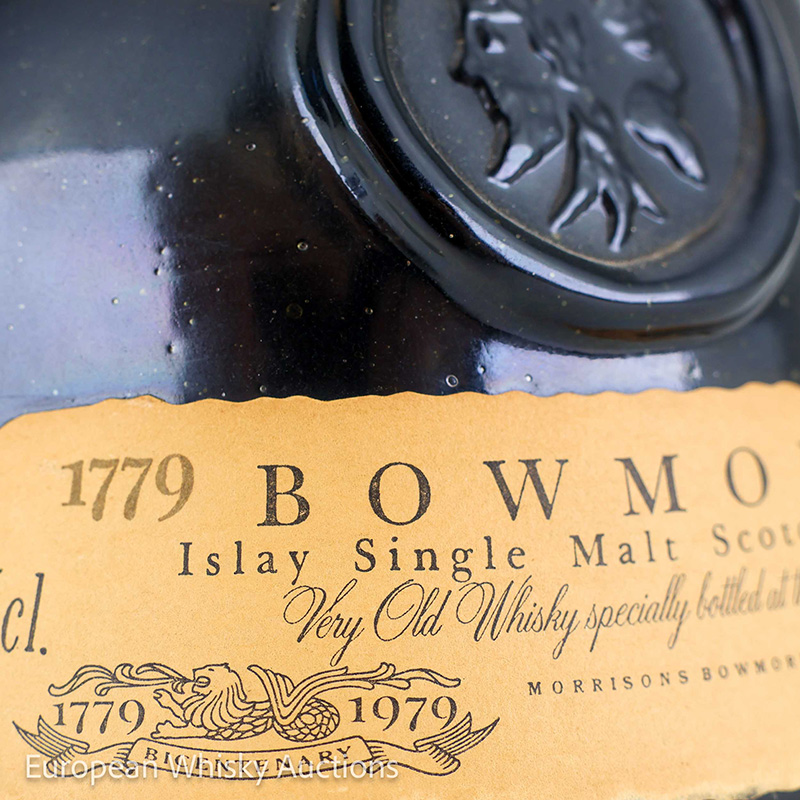 1779 BOWMO
Islay Single Malt Scot
cl.
Very Old Whisky specially bottled at
MORRISONS BOWMOR
1779 1979
BICENTENARY
European Whisky Auctions